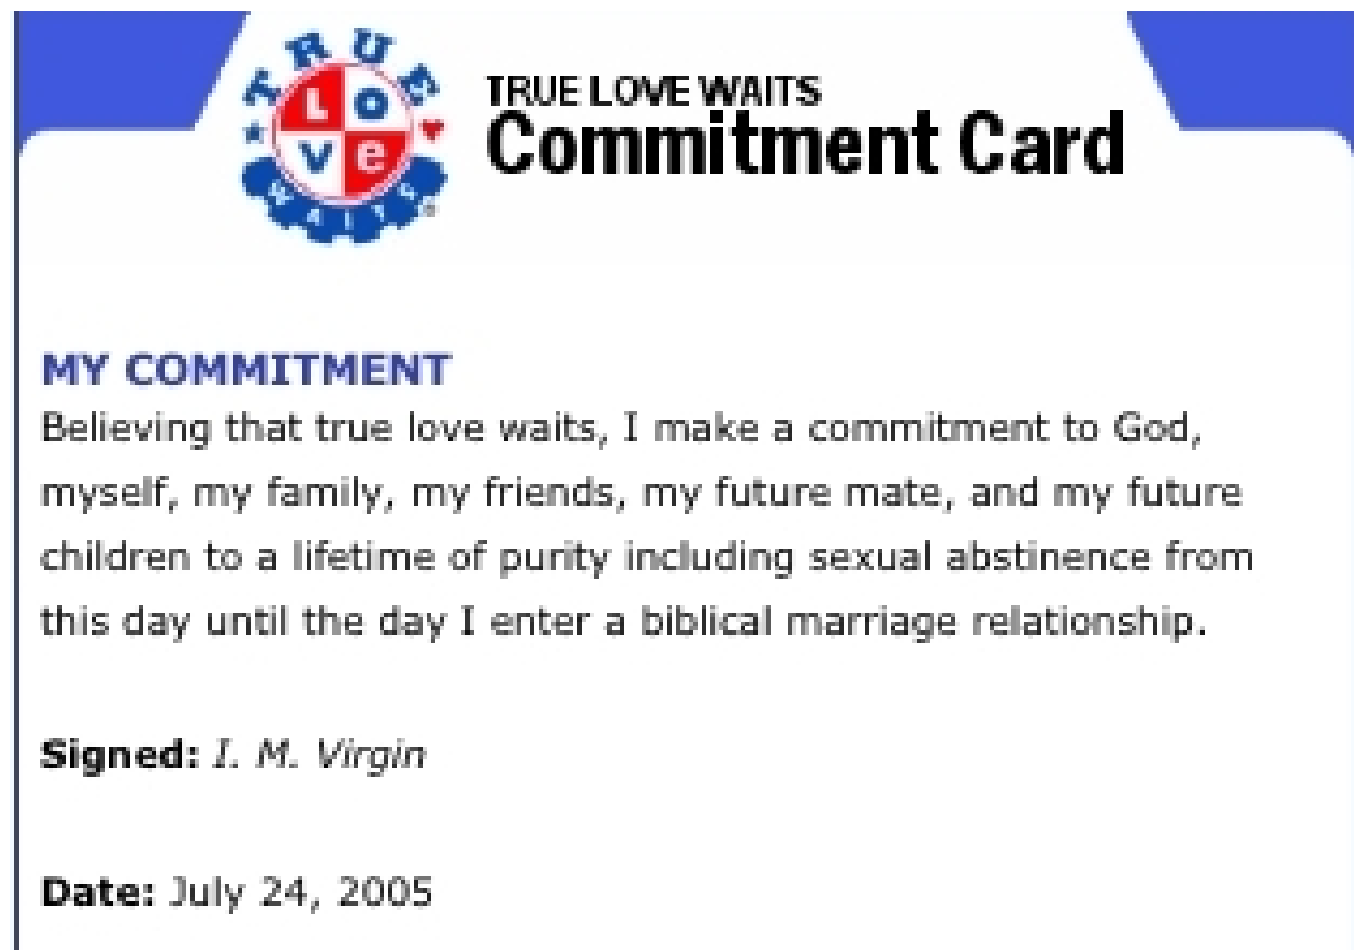 TRUE
LOVE
WAITS
®
TRUE LOVE WAITS
Commitment Card
MY COMMITMENT
Believing that true love waits, I make a commitment to God,
myself, my family, my friends, my future mate, and my future
children to a lifetime of purity including sexual abstinence from
this day until the day I enter a biblical marriage relationship.
Signed: I. M. Virgin
Date: July 24, 2005